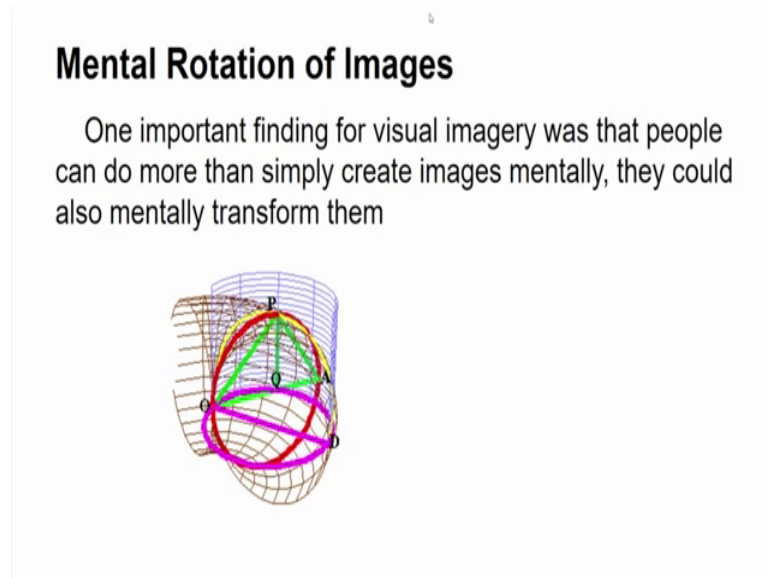 Mental Rotation of Images
One important finding for visual imagery was that people
can do more than simply create images mentally, they could
also mentally transform them
P
Q
A
O
D